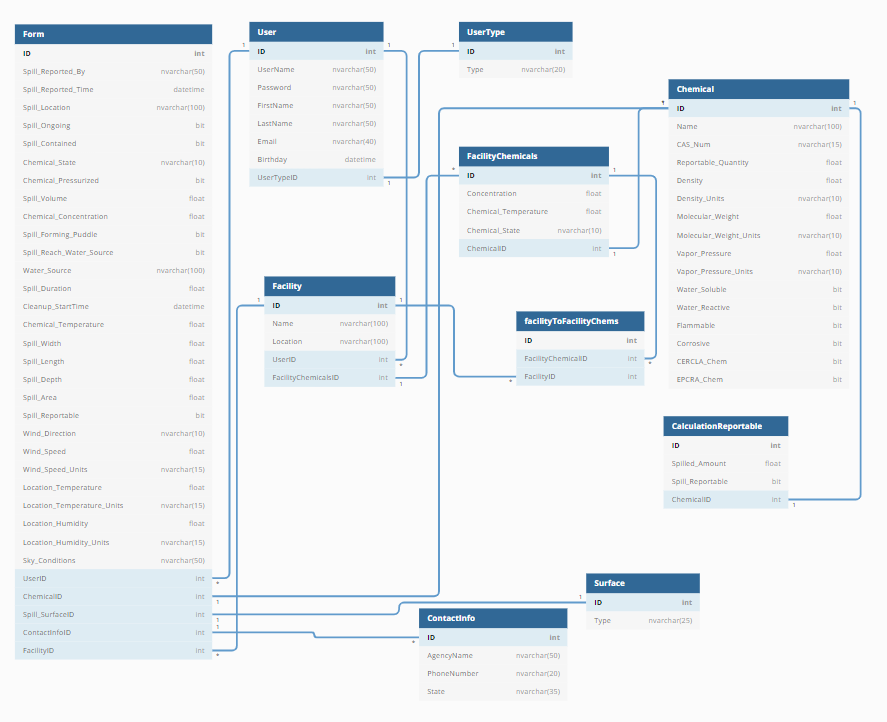 Form
ID int
Spill_Reported_By nvarchar(50)
Spill_Reported_Time datetime
Spill_Location nvarchar(100)
Spill_Ongoing bit
Spill_Contained bit
Chemical_State nvarchar(10)
Chemical_Pressurized bit
Spill_Volume float
Chemical_Concentration float
Spill_Forming_Puddle bit
Spill_Reach_Water_Source bit
Water_Source nvarchar(100)
Spill_Duration float
Cleanup_StartTime datetime
Chemical_Temperature float
Spill_Width float
Spill_Length float
Spill_Depth float
Spill_Area float
Spill_Reportable bit
Wind_Direction nvarchar(10)
Wind_Speed float
Wind_Speed_Units nvarchar(15)
Location_Temperature float
Location_Temperature_Units nvarchar(15)
Location_Humidity float
Location_Humidity_Units nvarchar(15)
Sky_Conditions nvarchar(50)
UserID int
*
ChemicalID int
1
Spill_SurfaceID int
1
ContactInfoID int
1
FacilityID int
*
User
1
1
ID int
UserName nvarchar(50)
Password nvarchar(50)
FirstName nvarchar(50)
LastName nvarchar(50)
Email nvarchar(40)
Birthday datetime
UserTypeID int
1
UserType
1
ID int
Type nvarchar(20)
FacilityChemicals
*
1
ID int
Concentration float
Chemical_Temperature float
Chemical_State nvarchar(10)
ChemicalID int
1
Facility
1
1
ID int
Name nvarchar(100)
Location nvarchar(100)
UserID int
*
FacilityChemicalsID int
1
facilityToFacilityChems
ID int
FacilityChemicalID int
*
FacilityID int
*
Chemical
1
ID int
Name nvarchar(100)
CAS_Num nvarchar(15)
Reportable_Quantity float
Density float
Density_Units nvarchar(10)
Molecular_Weight float
Molecular_Weight_Units nvarchar(10)
Vapor_Pressure float
Vapor_Pressure_Units nvarchar(10)
Water_Soluble bit
Water_Reactive bit
Flammable bit
Corrosive bit
CERCLA_Chem bit
EPCRA_Chem bit
CalculationReportable
ID int
Spilled_Amount float
Spill_Reportable bit
ChemicalID int
1
Surface
1
ID int
Type nvarchar(25)
ContactInfo
ID int
*
AgencyName nvarchar(50)
PhoneNumber nvarchar(20)
State nvarchar(35)